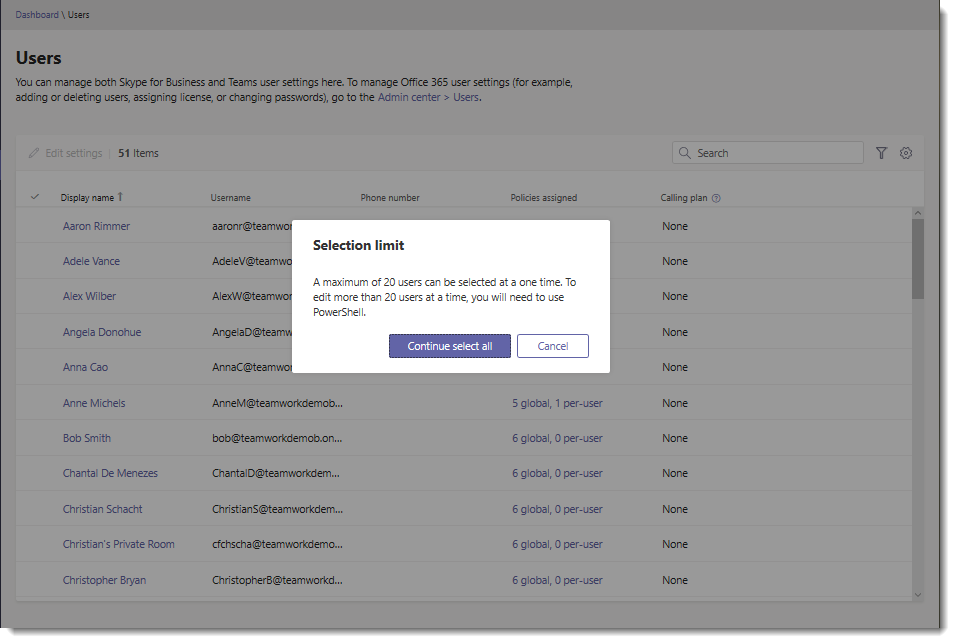 Dashboard \ Users
Users
You can manage both Skype for Business and Teams user settings here. To manage Office 365 user settings (for example,
adding or deleting users, assigning license, or changing passwords), go to the Admin center > Users.
Edit settings 51 Items Search
Display name ↑ Username Phone number Policies assigned Calling plan
Aaron Rimmer aaronr@teamwor None
Adele Vance AdeleV@teamwo None
Alex Wilber AlexW@teamwor None
Angela Donohue AngelaD@teamw None
Anna Cao AnnaC@teamwor None
Selection limit
A maximum of 20 users can be selected at a one time. To
edit more than 20 users at a time, you will need to use
PowerShell.
Continue select all Cancel
Anne Michels AnneM@teamworkdemob... 5 global, 1 per-user None
Bob Smith bob@teamworkdemob.on... 6 global, 0 per-user None
Chantal De Menezes ChantalD@teamworkdem... 6 global, 0 per-user None
Christian Schacht ChristianS@teamworkdem... 6 global, 0 per-user None
Christian's Private Room cfchscha@teamworkdemo... 6 global, 0 per-user None
Christopher Bryan ChristopherB@teamworkd... 6 global, 0 per-user None